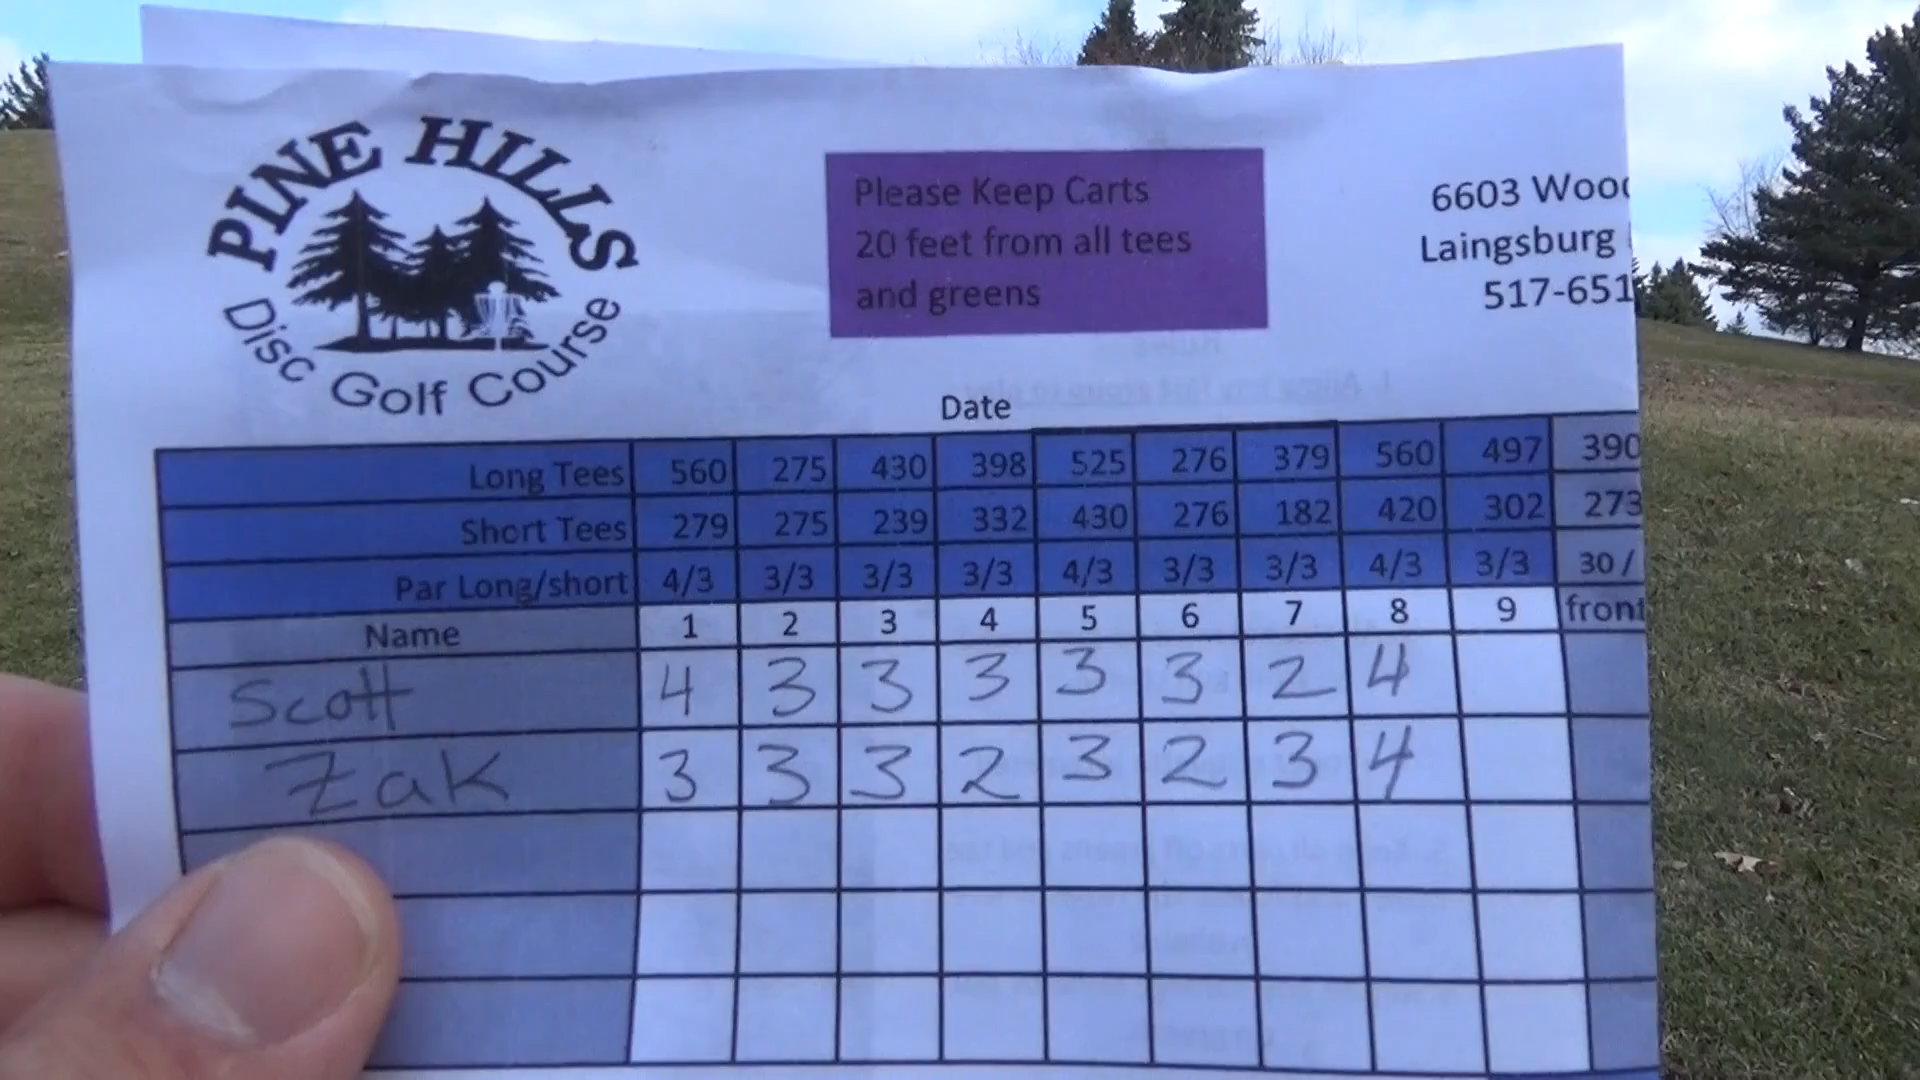 PINE HILLS
Disc Golf Course
Please Keep Carts
20 feet from all tees
and greens
6603
Laingsburg
517-651
Date
Long Tees 560 275 430 398 525 276 379 560 497 390
Short Tees 279 275 239 332 430 276 182 420 302 273
Par Long/short 4/3 3/3 3/3 3/3 4/3 3/3 3/3 4/3 3/3 30 /
Name 1 2 3 4 5 6 7 8 9 front
Scott 4 3 3 3 3 3 2 4
Zak 3 3 3 2 3 2 3 4